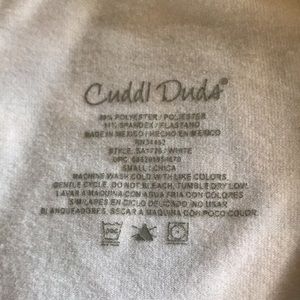 Cuddl Duds®
POLYESTER / POLIESTER
SPANDEX / ELASTANO
MADE IN MEXICO / HECHO EN MEXICO
STYLE: / WHITE
SMALL / CHICA
MACHINE WASH COLD WITH LIKE COLORS
GENTLE CYCLE. DO NOT BLEACH, TUMBLE DRY LOW.
LAVAR A MAQUINA CON AGUA FRIA CON COLORES
SIMILARES EN CICLO DELICADO. NO USAR
BLANQUEADORES, SECAR A MAQUINA CON POCO CALOR.